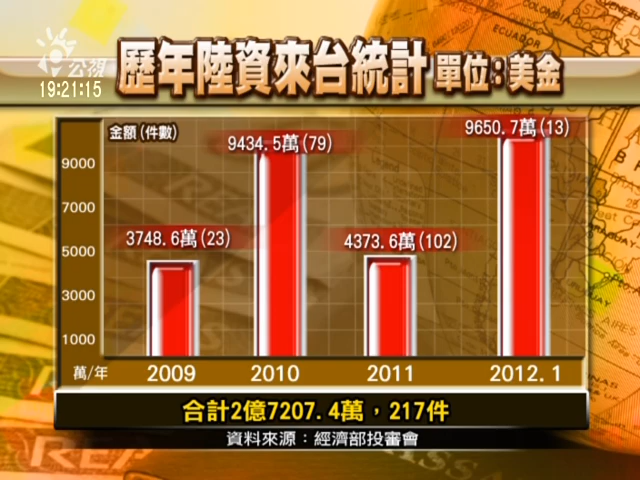 公視
19:21:15
歷年陸資來台統計 單位:美金
金額(件數)
9000
7000
5000
3000
1000
3748.6萬(23)
9434.5萬(79)
4373.6萬(102)
9650.7萬(13)
萬/年
2009
2010
2011
2012.1
合計2億7207.4萬,217件
資料來源:經濟部投審會
ECUADOR